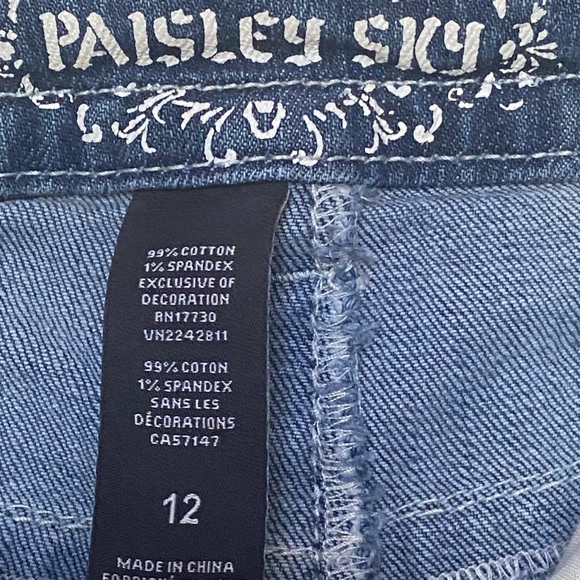 PAISLEY SKY
99% COTTON
1% SPANDEX
EXCLUSIVE OF
DECORATION
RN17730
VN2242811
99% COTON
1% SPANDEX
SANS LES
DÉCORATIONS
CA57147
12
MADE IN CHINA